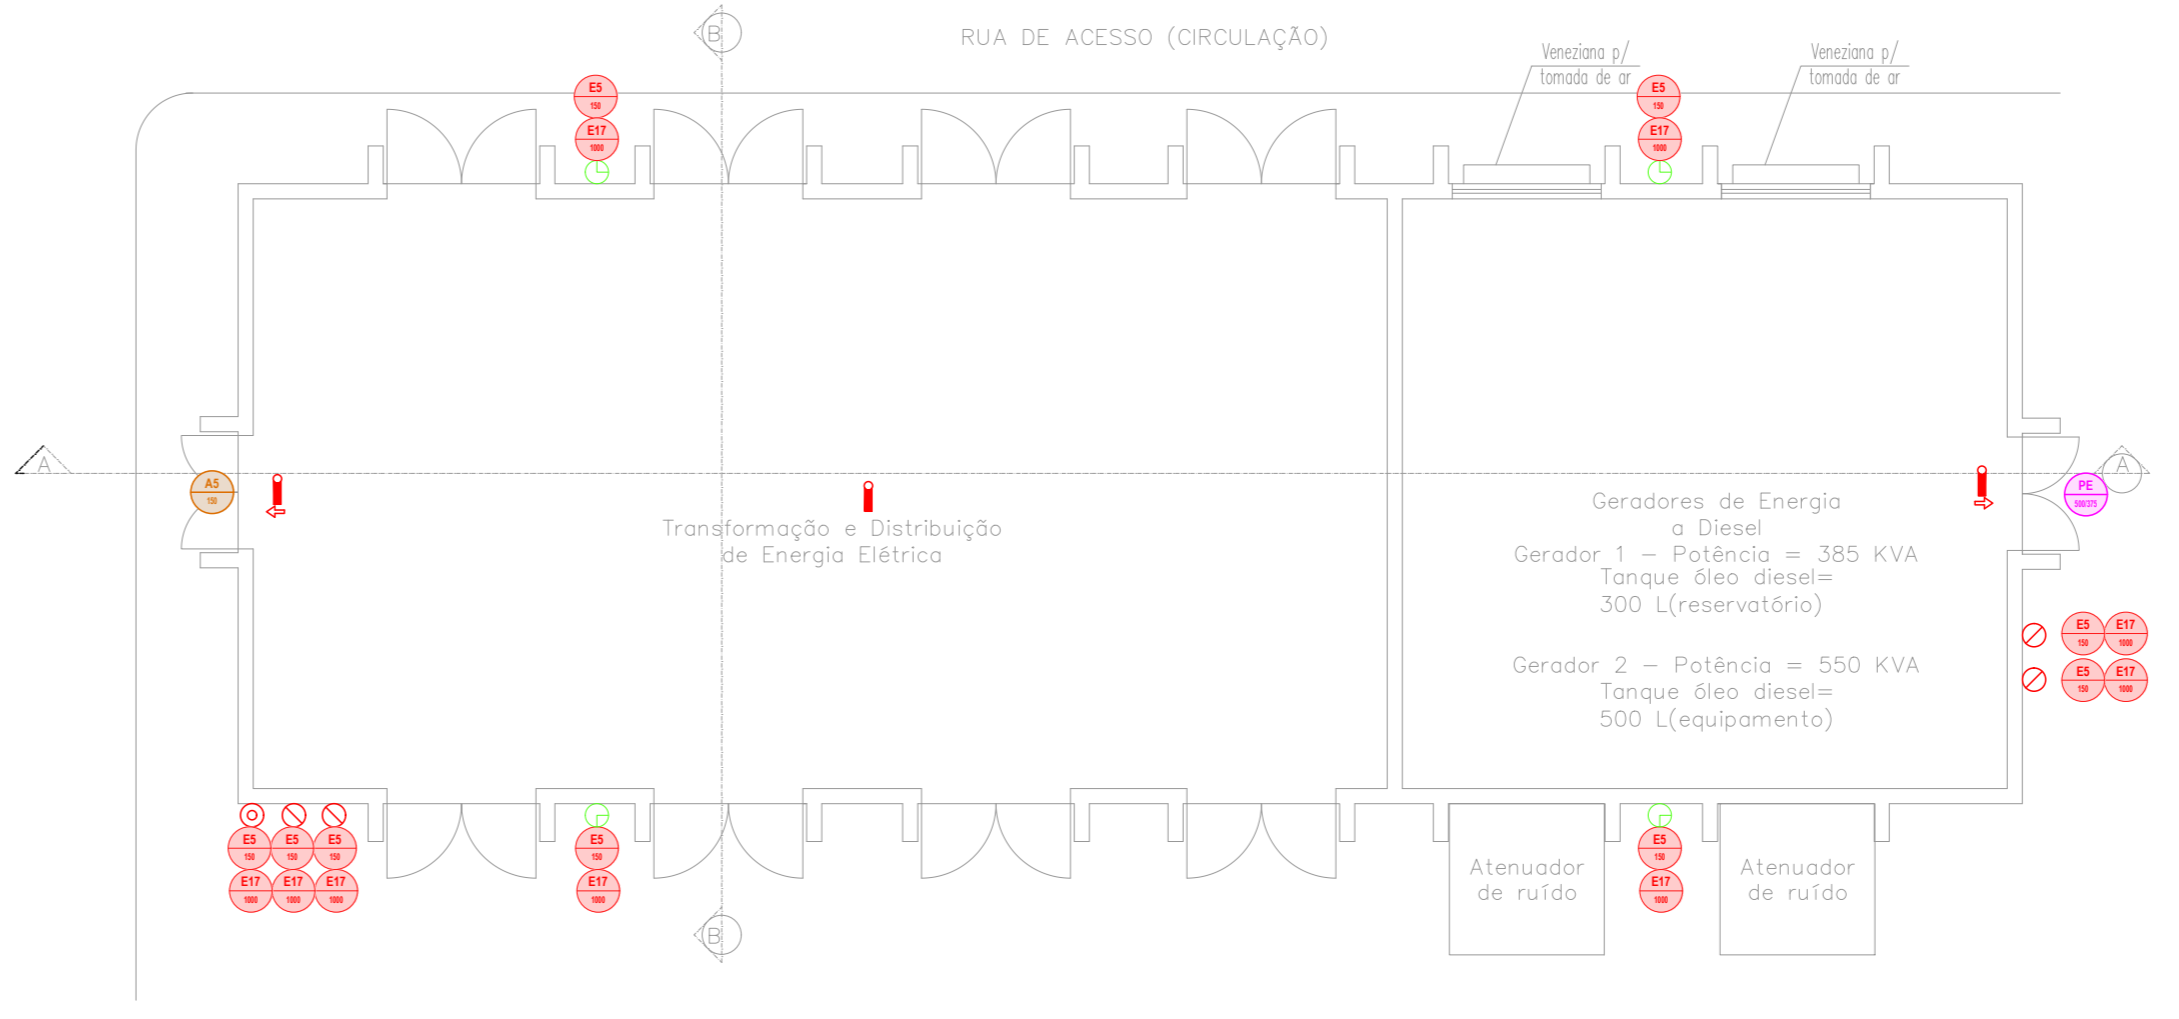 B
RUA DE ACESSO (CIRCULAÇÃO)
Veneziana p/
tomada de ar
Veneziana p/
tomada de ar
E5
150
E17
1000
E5
150
E17
1000
A
A5
150
Transformação e Distribuição
de Energia Elétrica
Geradores de Energia
a Diesel
Gerador 1 – Potência = 385 KVA
Tanque óleo diesel=
300 L(reservatório)
Gerador 2 – Potência = 550 KVA
Tanque óleo diesel=
500 L(equipamento)
A
PE
500/375
E5
150
E17
1000
E5
150
E17
1000
E5
150
E5
150
E5
150
E17
1000
E17
1000
E17
1000
E5
150
E17
1000
Atenuador
de ruído
E5
150
E17
1000
Atenuador
de ruído
B